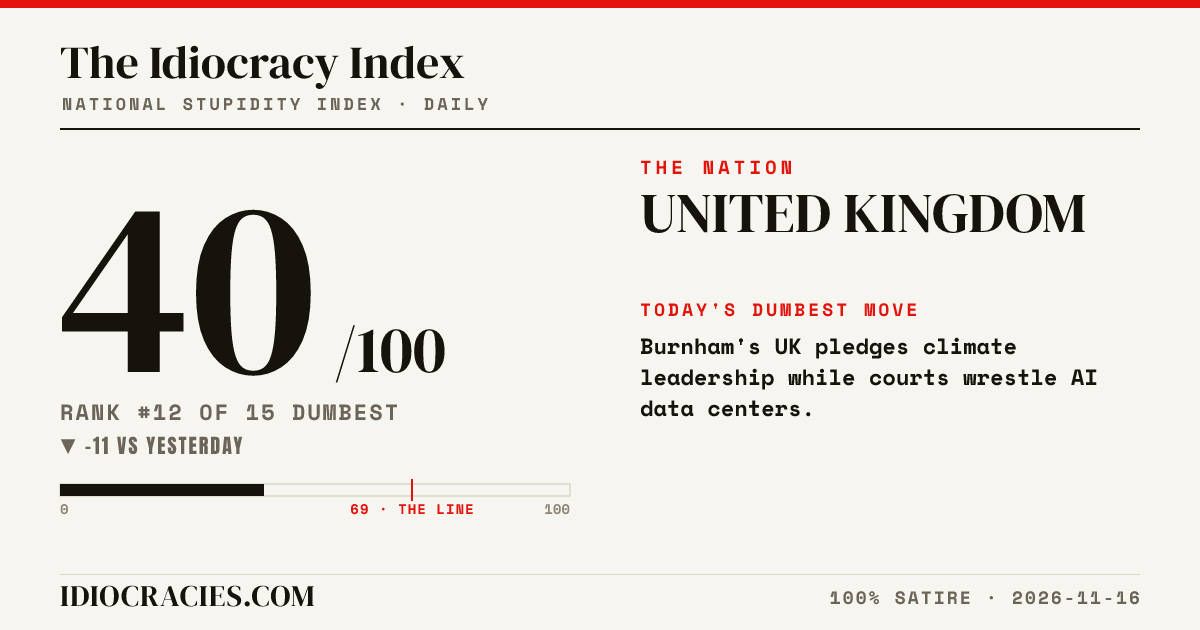 The Idiocracy Index
NATIONAL STUPIDITY INDEX · DAILY
40 /100
RANK #12 OF 15 DUMBEST
▼ -11 VS YESTERDAY
0
69 · THE LINE
100
THE NATION
UNITED KINGDOM
TODAY'S DUMBEST MOVE
Burnham's UK pledges climate
leadership while courts wrestle AI
data centers.
IDIOCRACIES.COM
100% SATIRE · 2026-11-16